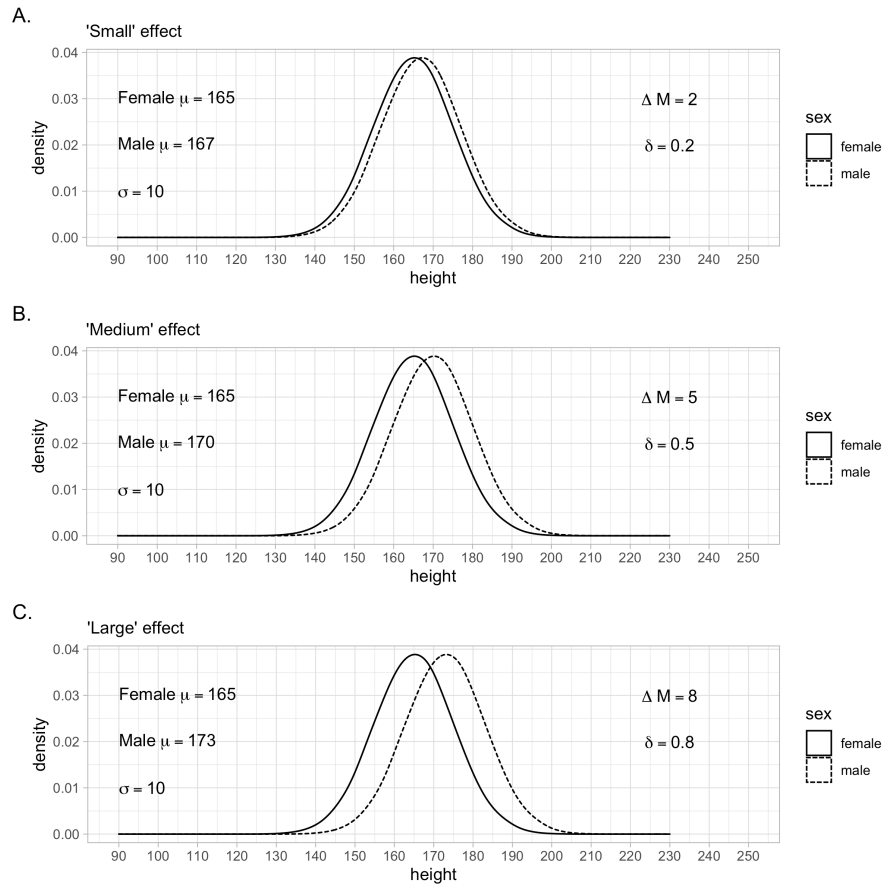 A.
'Small' effect
0.04
0.03
0.02
0.01
0.00
density
Female μ = 165
Male μ = 167
σ = 10
Δ M = 2
δ = 0.2
90 100 110 120 130 140 150 160 170 180 190 200 210 220 230 240 250
height
sex
female
male
B.
'Medium' effect
0.04
0.03
0.02
0.01
0.00
density
Female μ = 165
Male μ = 170
σ = 10
Δ M = 5
δ = 0.5
90 100 110 120 130 140 150 160 170 180 190 200 210 220 230 240 250
height
sex
female
male
C.
'Large' effect
0.04
0.03
0.02
0.01
0.00
density
Female μ = 165
Male μ = 173
σ = 10
Δ M = 8
δ = 0.8
90 100 110 120 130 140 150 160 170 180 190 200 210 220 230 240 250
height
sex
female
male